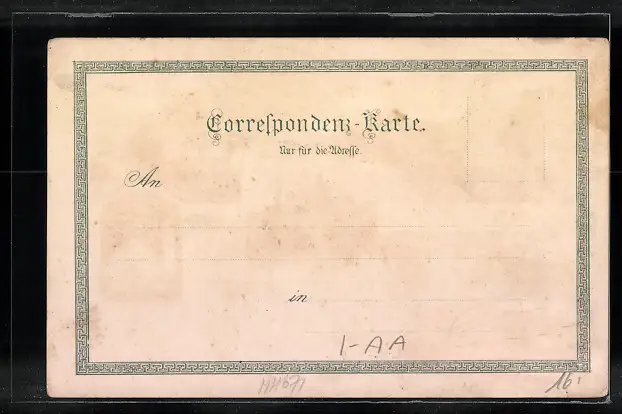 Correspondenz-Karte.
Nur für die Adresse.
An
in
1-AA
16.